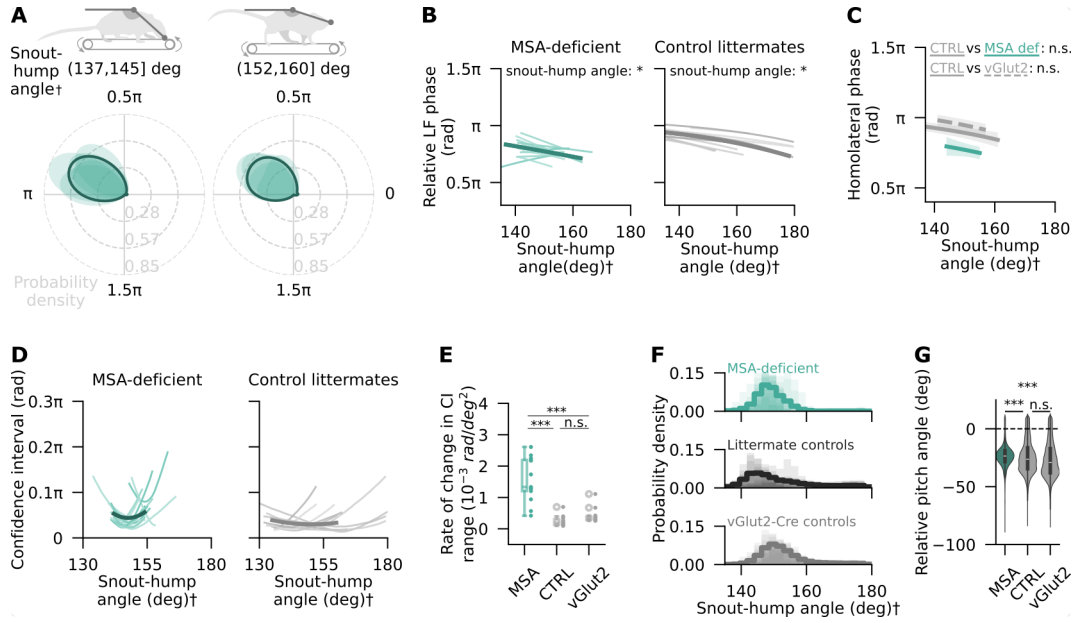 A
Snout-
hump
angle†
(137,145] deg
(152,160] deg
0.5π
0.5π
π
0
0.28
0.57
0.85
0.28
0.57
0.85
Probability
density
1.5π
1.5π
B
MSA-deficient
Control littermates
snout-hump angle: *
snout-hump angle: *
Relative LF phase
(rad)
1.5π
π
0.5π
140
180
140
180
Snout-hump
angle(deg)†
Snout-hump
angle (deg)†
C
CTRL vs MSA def: n.s.
CTRL vs vGlut2: n.s.
Homolateral phase
(rad)
1.5π
π
0.5π
140
180
Snout-hump
angle (deg)†
D
MSA-deficient
Control littermates
Confidence interval (rad)
0.3π
0.2π
0.1π
0
130
155
180
130
155
180
Snout-hump
angle (deg)†
Snout-hump
angle (deg)†
E
Rate of change in CI
range (10⁻³ rad/deg²)
4
3
2
1
0
***
***
n.s.
MSA
CTRL
vGlut2
F
Probability density
MSA-deficient
0.15
0.00
Littermate controls
0.15
0.00
vGlut2-Cre controls
0.15
0.00
140
160
180
Snout-hump angle (deg)†
G
Relative pitch angle (deg)
***
***
n.s.
0
−50
−100
MSA
CTRL
vGlut2